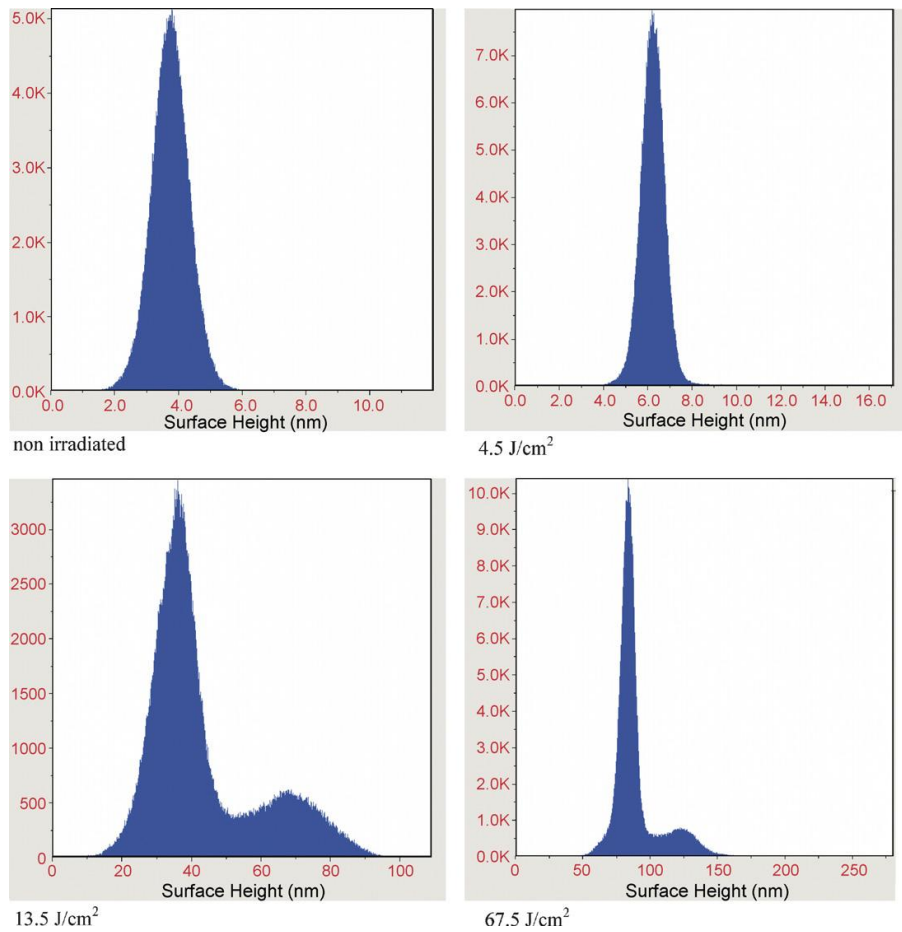 5.0K
4.0K
3.0K
2.0K
1.0K
0.0K
0.0 2.0 4.0 6.0 8.0 10.0
Surface Height (nm)
non irradiated
7.0K
6.0K
5.0K
4.0K
3.0K
2.0K
1.0K
0.0K
0.0 2.0 4.0 6.0 8.0 10.0 12.0 14.0 16.0
Surface Height (nm)
4.5 J/cm²
3000
2500
2000
1500
1000
500
0
0 20 40 60 80 100
Surface Height (nm)
13.5 J/cm²
10.0K
9.0K
8.0K
7.0K
6.0K
5.0K
4.0K
3.0K
2.0K
1.0K
0.0K
0 50 100 150 200 250
Surface Height (nm)
67.5 J/cm²